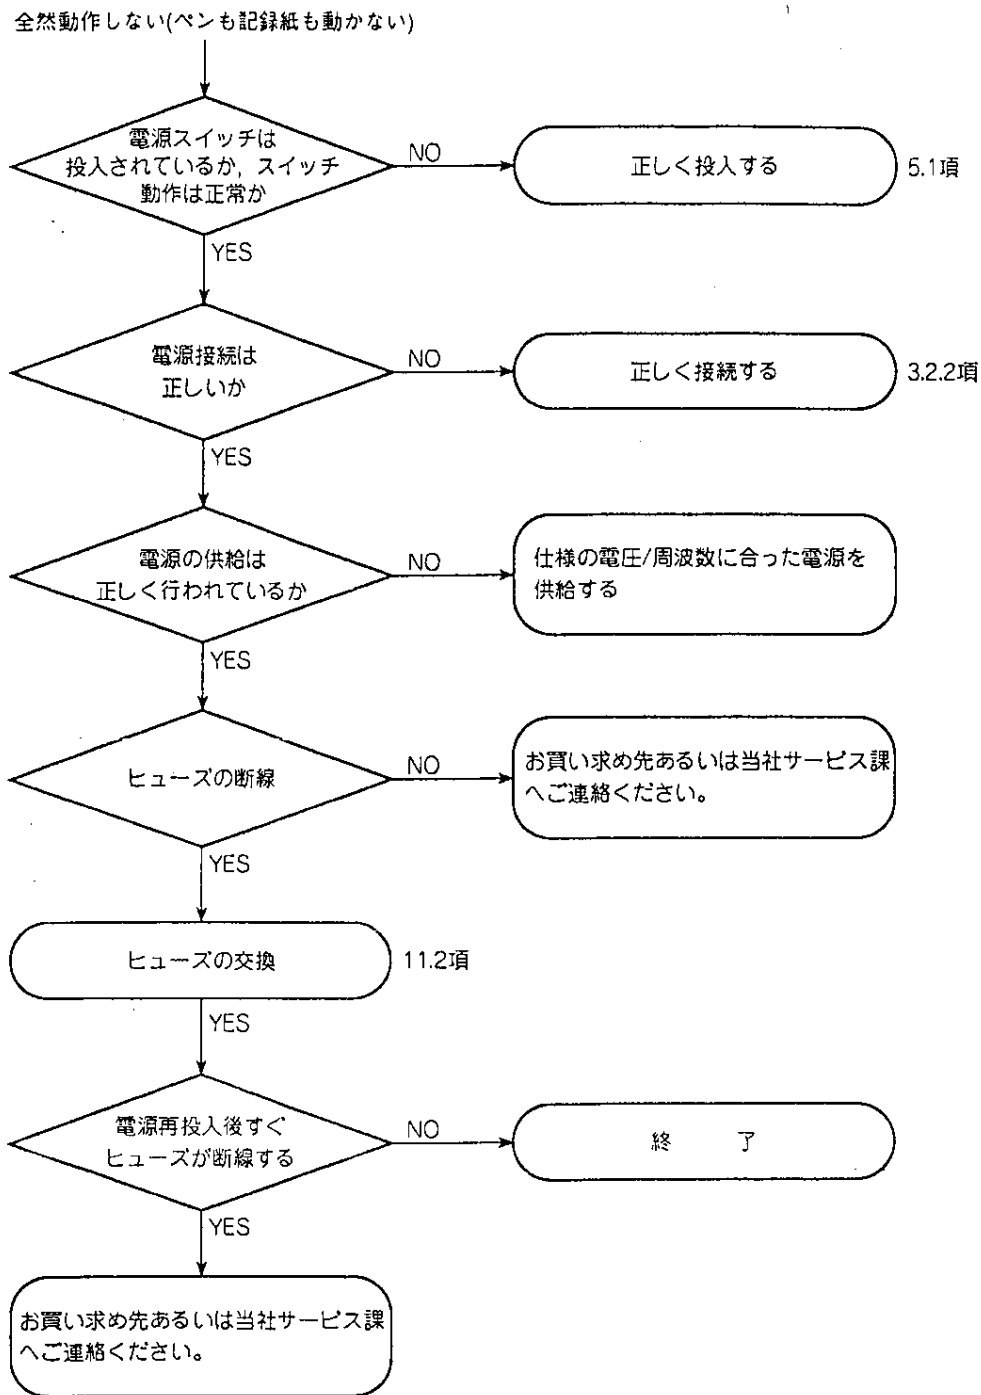 全然動作しない(ペンも記録紙も動かない)
電源スイッチは
投入されているか，スイッチ
動作は正常か
NO
正しく投入する
5.1項
YES
電源接続は
正しいか
NO
正しく接続する
3.2.2項
YES
電源の供給は
正しく行われているか
NO
仕様の電圧/周波数に合った電源を
供給する
YES
ヒューズの断線
NO
お買い求め先あるいは当社サービス課
へご連絡ください。
YES
ヒューズの交換
11.2項
YES
電源再投入後すぐ
ヒューズが断線する
NO
終　了
YES
お買い求め先あるいは当社サービス課
へご連絡ください。